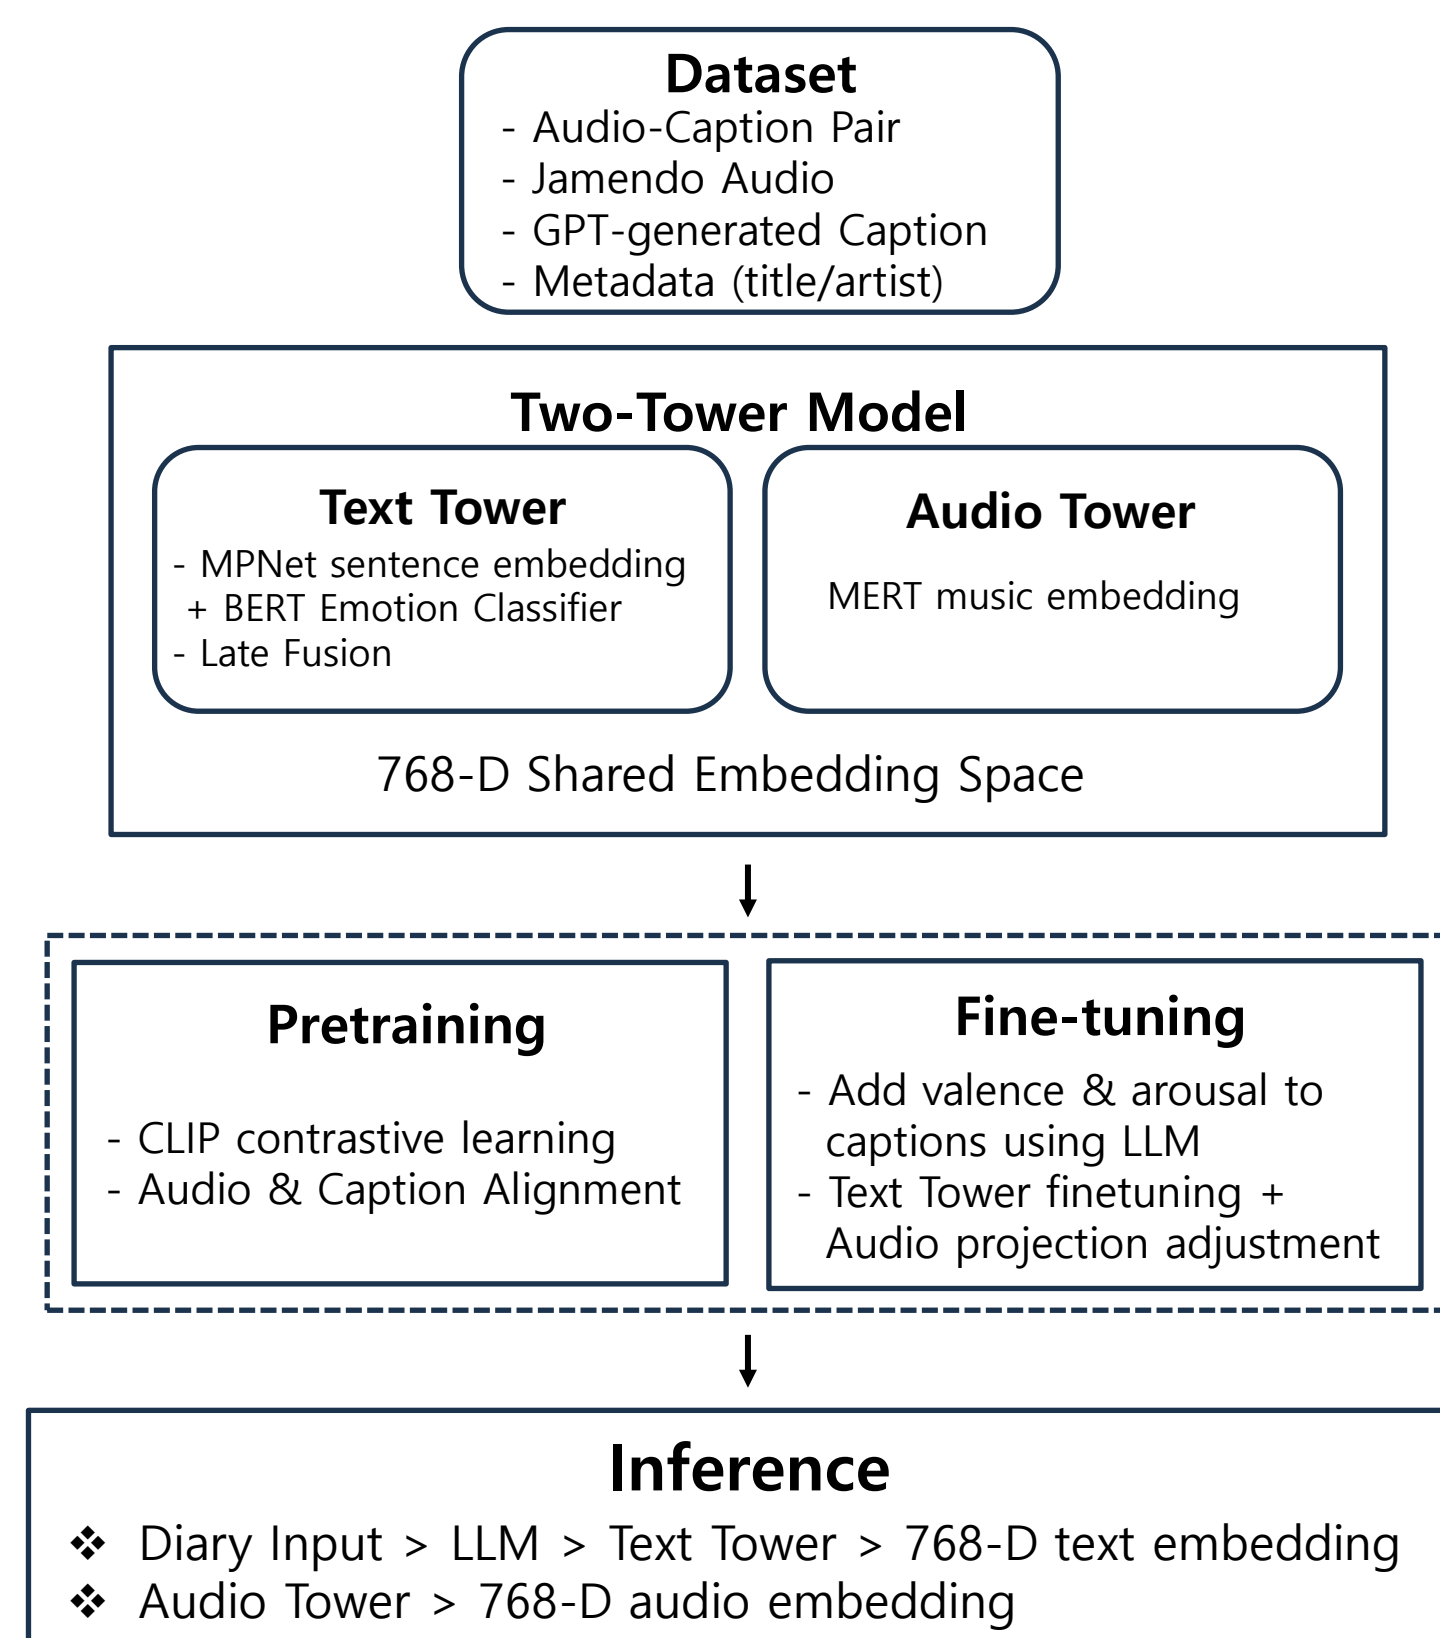 Dataset
- Audio-Caption Pair
- Jamendo Audio
- GPT-generated Caption
- Metadata (title/artist)
Two-Tower Model
Text Tower
- MPNet sentence embedding
+ BERT Emotion Classifier
- Late Fusion
Audio Tower
MERT music embedding
768-D Shared Embedding Space
Pretraining
- CLIP contrastive learning
- Audio & Caption Alignment
Fine-tuning
- Add valence & arousal to
captions using LLM
- Text Tower finetuning +
Audio projection adjustment
Inference
❖ Diary Input > LLM > Text Tower > 768-D text embedding
❖ Audio Tower > 768-D audio embedding